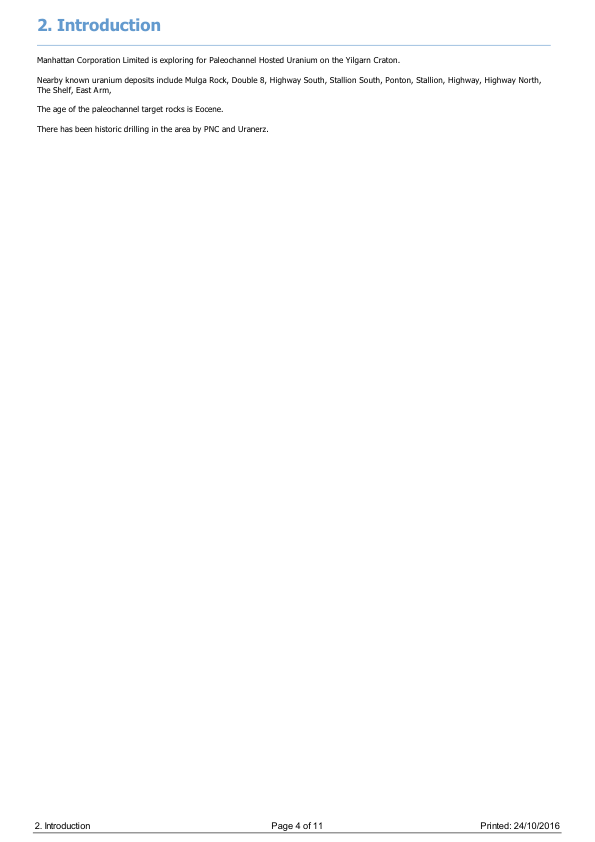 2. Introduction
Manhattan Corporation Limited is exploring for Paleochannel Hosted Uranium on the Yilgarn Craton.
Nearby known uranium deposits include Mulga Rock, Double 8, Highway South, Stallion South, Ponton, Stallion, Highway, Highway North,
The Shelf, East Arm,
The age of the paleochannel target rocks is Eocene.
There has been historic drilling in the area by PNC and Uranerz.
2. Introduction Page 4 of 11 Printed: 24/10/2016